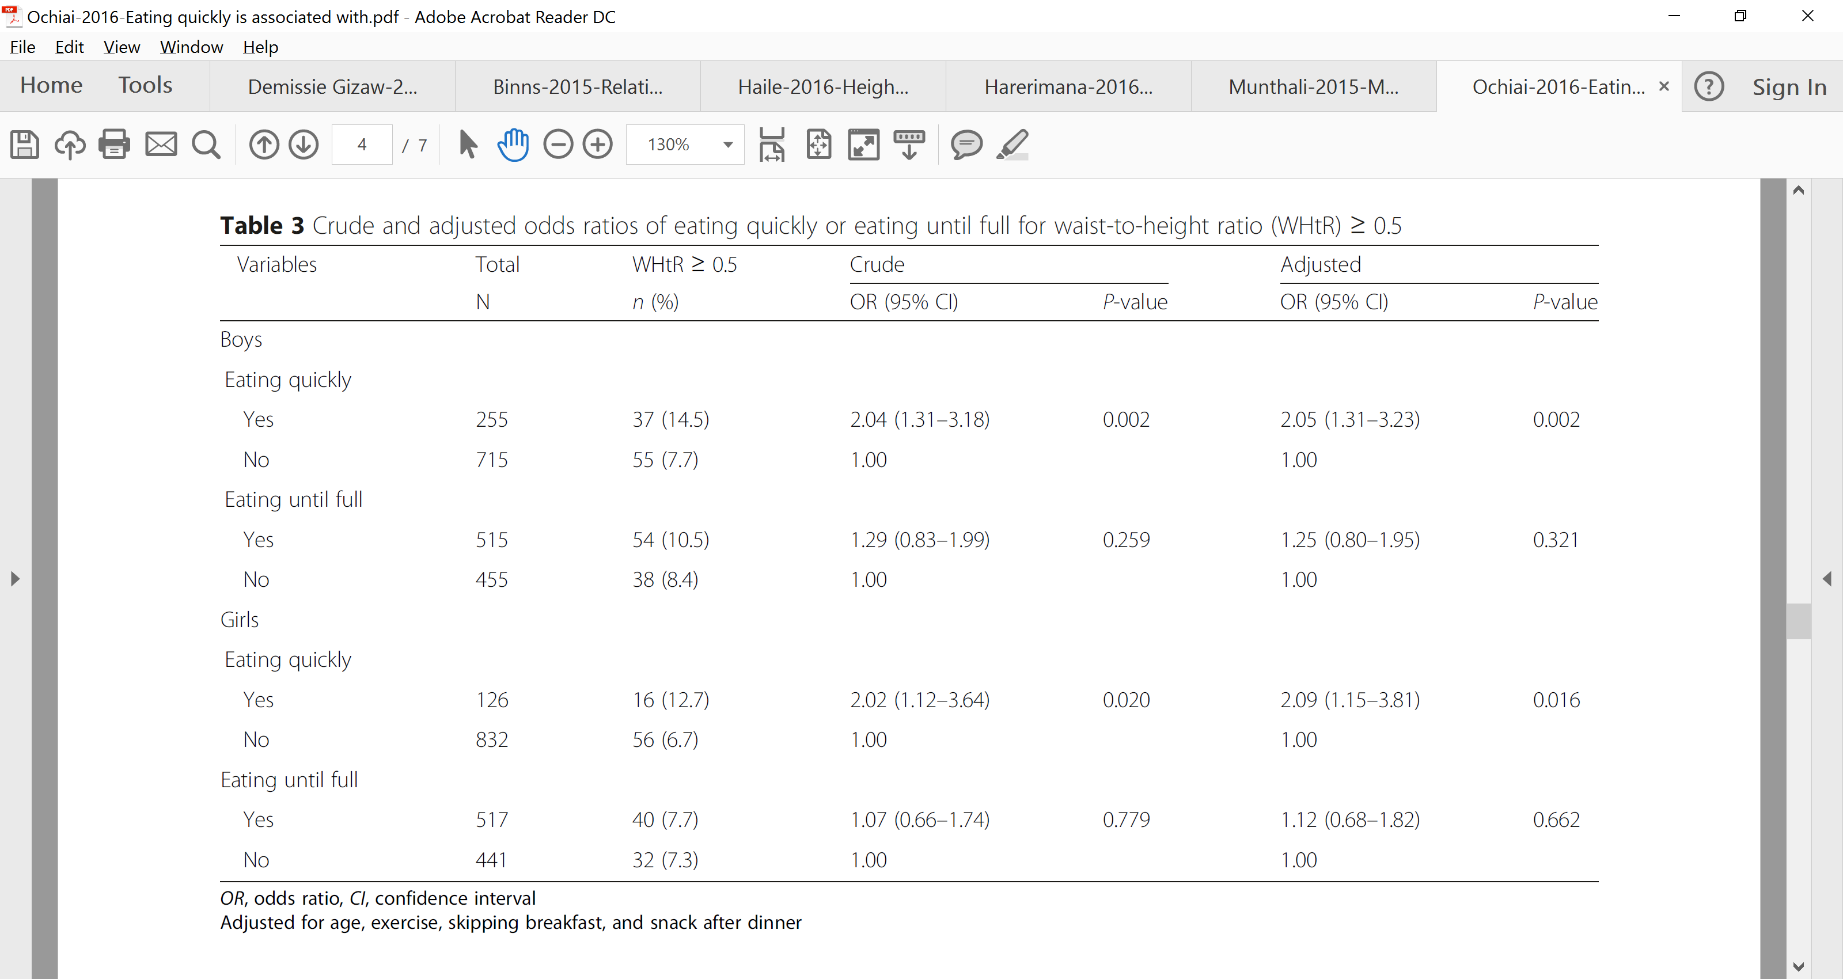 Ochiai-2016-Eating quickly is associated with.pdf - Adobe Acrobat Reader DC
File Edit View Window Help
Home Tools Demissie Gizaw-2... Binns-2015-Relati... Haile-2016-Heigh... Harerimana-2016... Munthali-2015-M... Ochiai-2016-Eatin... × ? Sign In
4 / 7 130%
Table 3 Crude and adjusted odds ratios of eating quickly or eating until full for waist-to-height ratio (WHtR) ≥ 0.5
Variables Total WHtR ≥ 0.5 Crude Adjusted
N n (%) OR (95% CI) P-value OR (95% CI) P-value
Boys
Eating quickly
Yes 255 37 (14.5) 2.04 (1.31–3.18) 0.002 2.05 (1.31–3.23) 0.002
No 715 55 (7.7) 1.00 1.00
Eating until full
Yes 515 54 (10.5) 1.29 (0.83–1.99) 0.259 1.25 (0.80–1.95) 0.321
No 455 38 (8.4) 1.00 1.00
Girls
Eating quickly
Yes 126 16 (12.7) 2.02 (1.12–3.64) 0.020 2.09 (1.15–3.81) 0.016
No 832 56 (6.7) 1.00 1.00
Eating until full
Yes 517 40 (7.7) 1.07 (0.66–1.74) 0.779 1.12 (0.68–1.82) 0.662
No 441 32 (7.3) 1.00 1.00
OR, odds ratio, CI, confidence interval
Adjusted for age, exercise, skipping breakfast, and snack after dinner